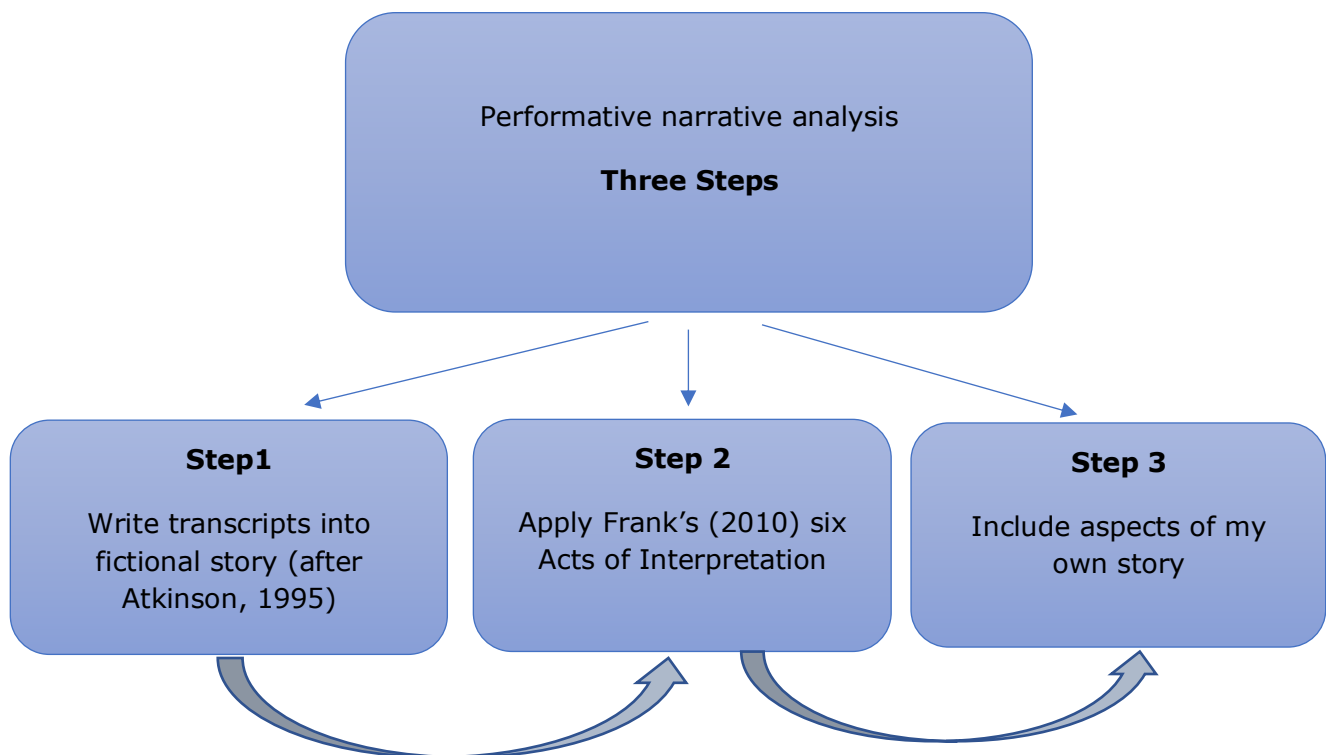 Performative narrative analysis
Three Steps
Step1
Write transcripts into
fictional story (after
Atkinson, 1995)
Step 2
Apply Frank’s (2010) six
Acts of Interpretation
Step 3
Include aspects of my
own story